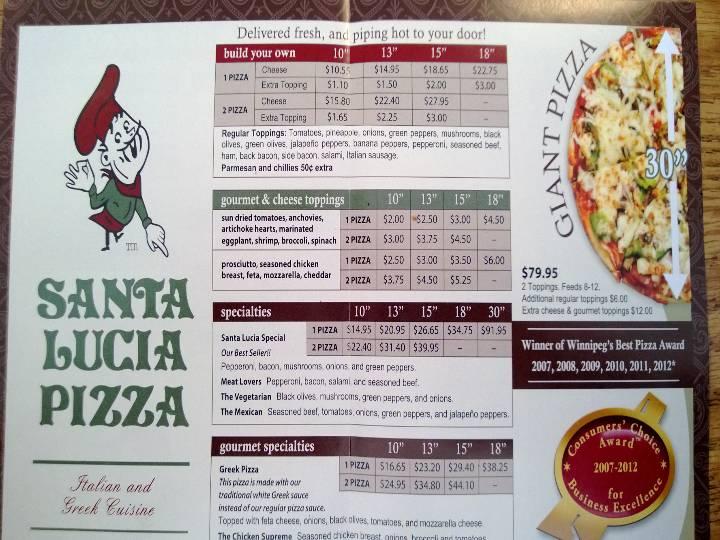 Delivered fresh, and piping hot to your door!
build your own 10" 13" 15" 18"
1 PIZZA Cheese $10.55 $14.95 $18.65 $22.75
Extra Topping $1.10 $1.50 $2.00 $3.00
2 PIZZA Cheese $15.80 $22.40 $27.95 –
Extra Topping $1.65 $2.25 $3.00 –
Regular Toppings: Tomatoes, pineapple, onions, green peppers, mushrooms, black
olives, green olives, jalapeño peppers, banana peppers, pepperoni, seasoned beef,
ham, back bacon, side bacon, salami, Italian sausage.
Parmesan and chillies 50¢ extra
gourmet & cheese toppings 10" 13" 15" 18"
sun dried tomatoes, anchovies,
artichoke hearts, marinated
eggplant, shrimp, broccoli, spinach
1 PIZZA $2.00 $2.50 $3.00 $4.50
2 PIZZA $3.00 $3.75 $4.50 –
prosciutto, seasoned chicken
breast, feta, mozzarella, cheddar
1 PIZZA $2.50 $3.00 $3.50 $6.00
2 PIZZA $3.75 $4.50 $5.25 –
specialties 10" 13" 15" 18" 30"
Santa Lucia Special
Our Best Seller!!
1 PIZZA $14.95 $20.95 $26.65 $34.75 $91.95
2 PIZZA $22.40 $31.40 $39.95 – –
Pepperoni, bacon, mushrooms, onions, and green peppers.
Meat Lovers Pepperoni, bacon, salami, and seasoned beef.
The Vegetarian Black olives, mushrooms, green peppers, and onions.
The Mexican Seasoned beef, tomatoes, onions, green peppers, and jalapeño peppers.
gourmet specialties 10" 13" 15" 18"
Greek Pizza
This pizza is made with our
traditional white Greek sauce
instead of our regular pizza sauce.
1 PIZZA $16.65 $23.20 $29.40 $38.25
2 PIZZA $24.95 $34.80 $44.10 –
Topped with feta cheese, onions, black olives, tomatoes, and mozzarella cheese.
The Chicken Supreme Seasoned chicken breast, onions, broccoli and tomatoes
TM
SANTA
LUCIA
PIZZA
Italian and
Greek Cuisine
GIANT PIZZA
30"
$79.95
2 Toppings. Feeds 8-12.
Additional regular toppings $6.00
Extra cheese & gourmet toppings $12.00
Winner of Winnipeg's Best Pizza Award
2007, 2008, 2009, 2010, 2011, 2012*
Consumers' Choice
Award™
2007-2012
for
Business Excellence